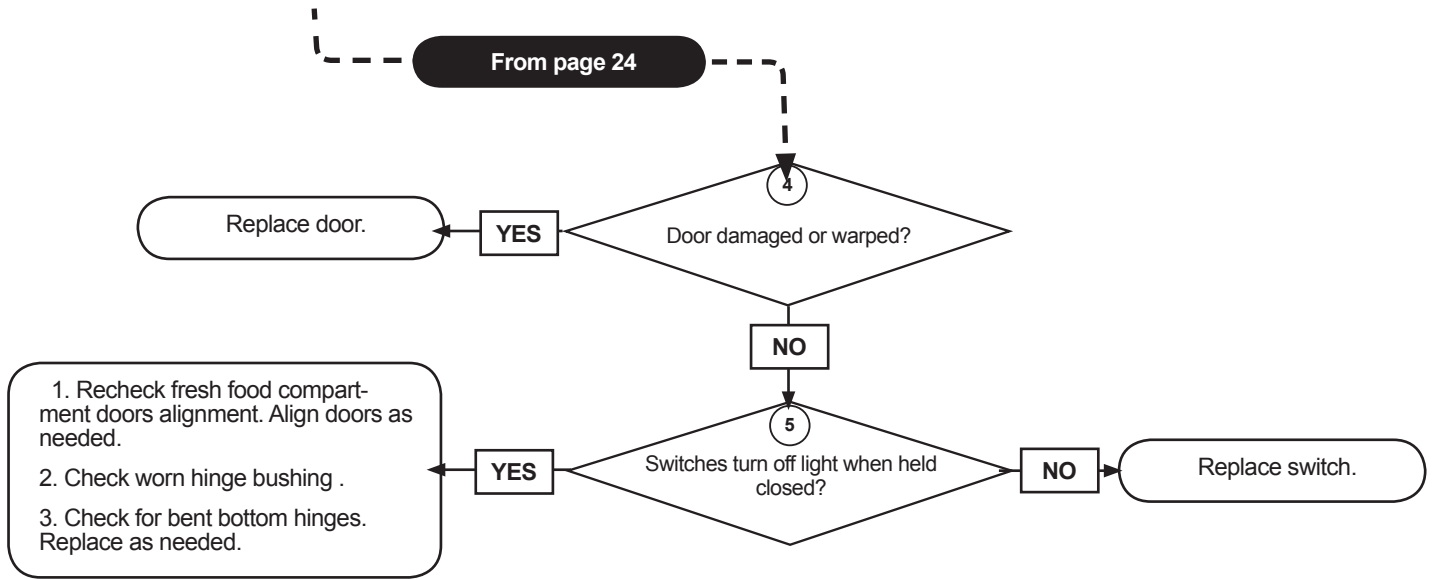 From page 24
4
Replace door.
YES
Door damaged or warped?
NO
1. Recheck fresh food compart-
ment doors alignment. Align doors as
needed.
2. Check worn hinge bushing .
3. Check for bent bottom hinges.
Replace as needed.
YES
5
Switches turn off light when held
closed?
NO
Replace switch.